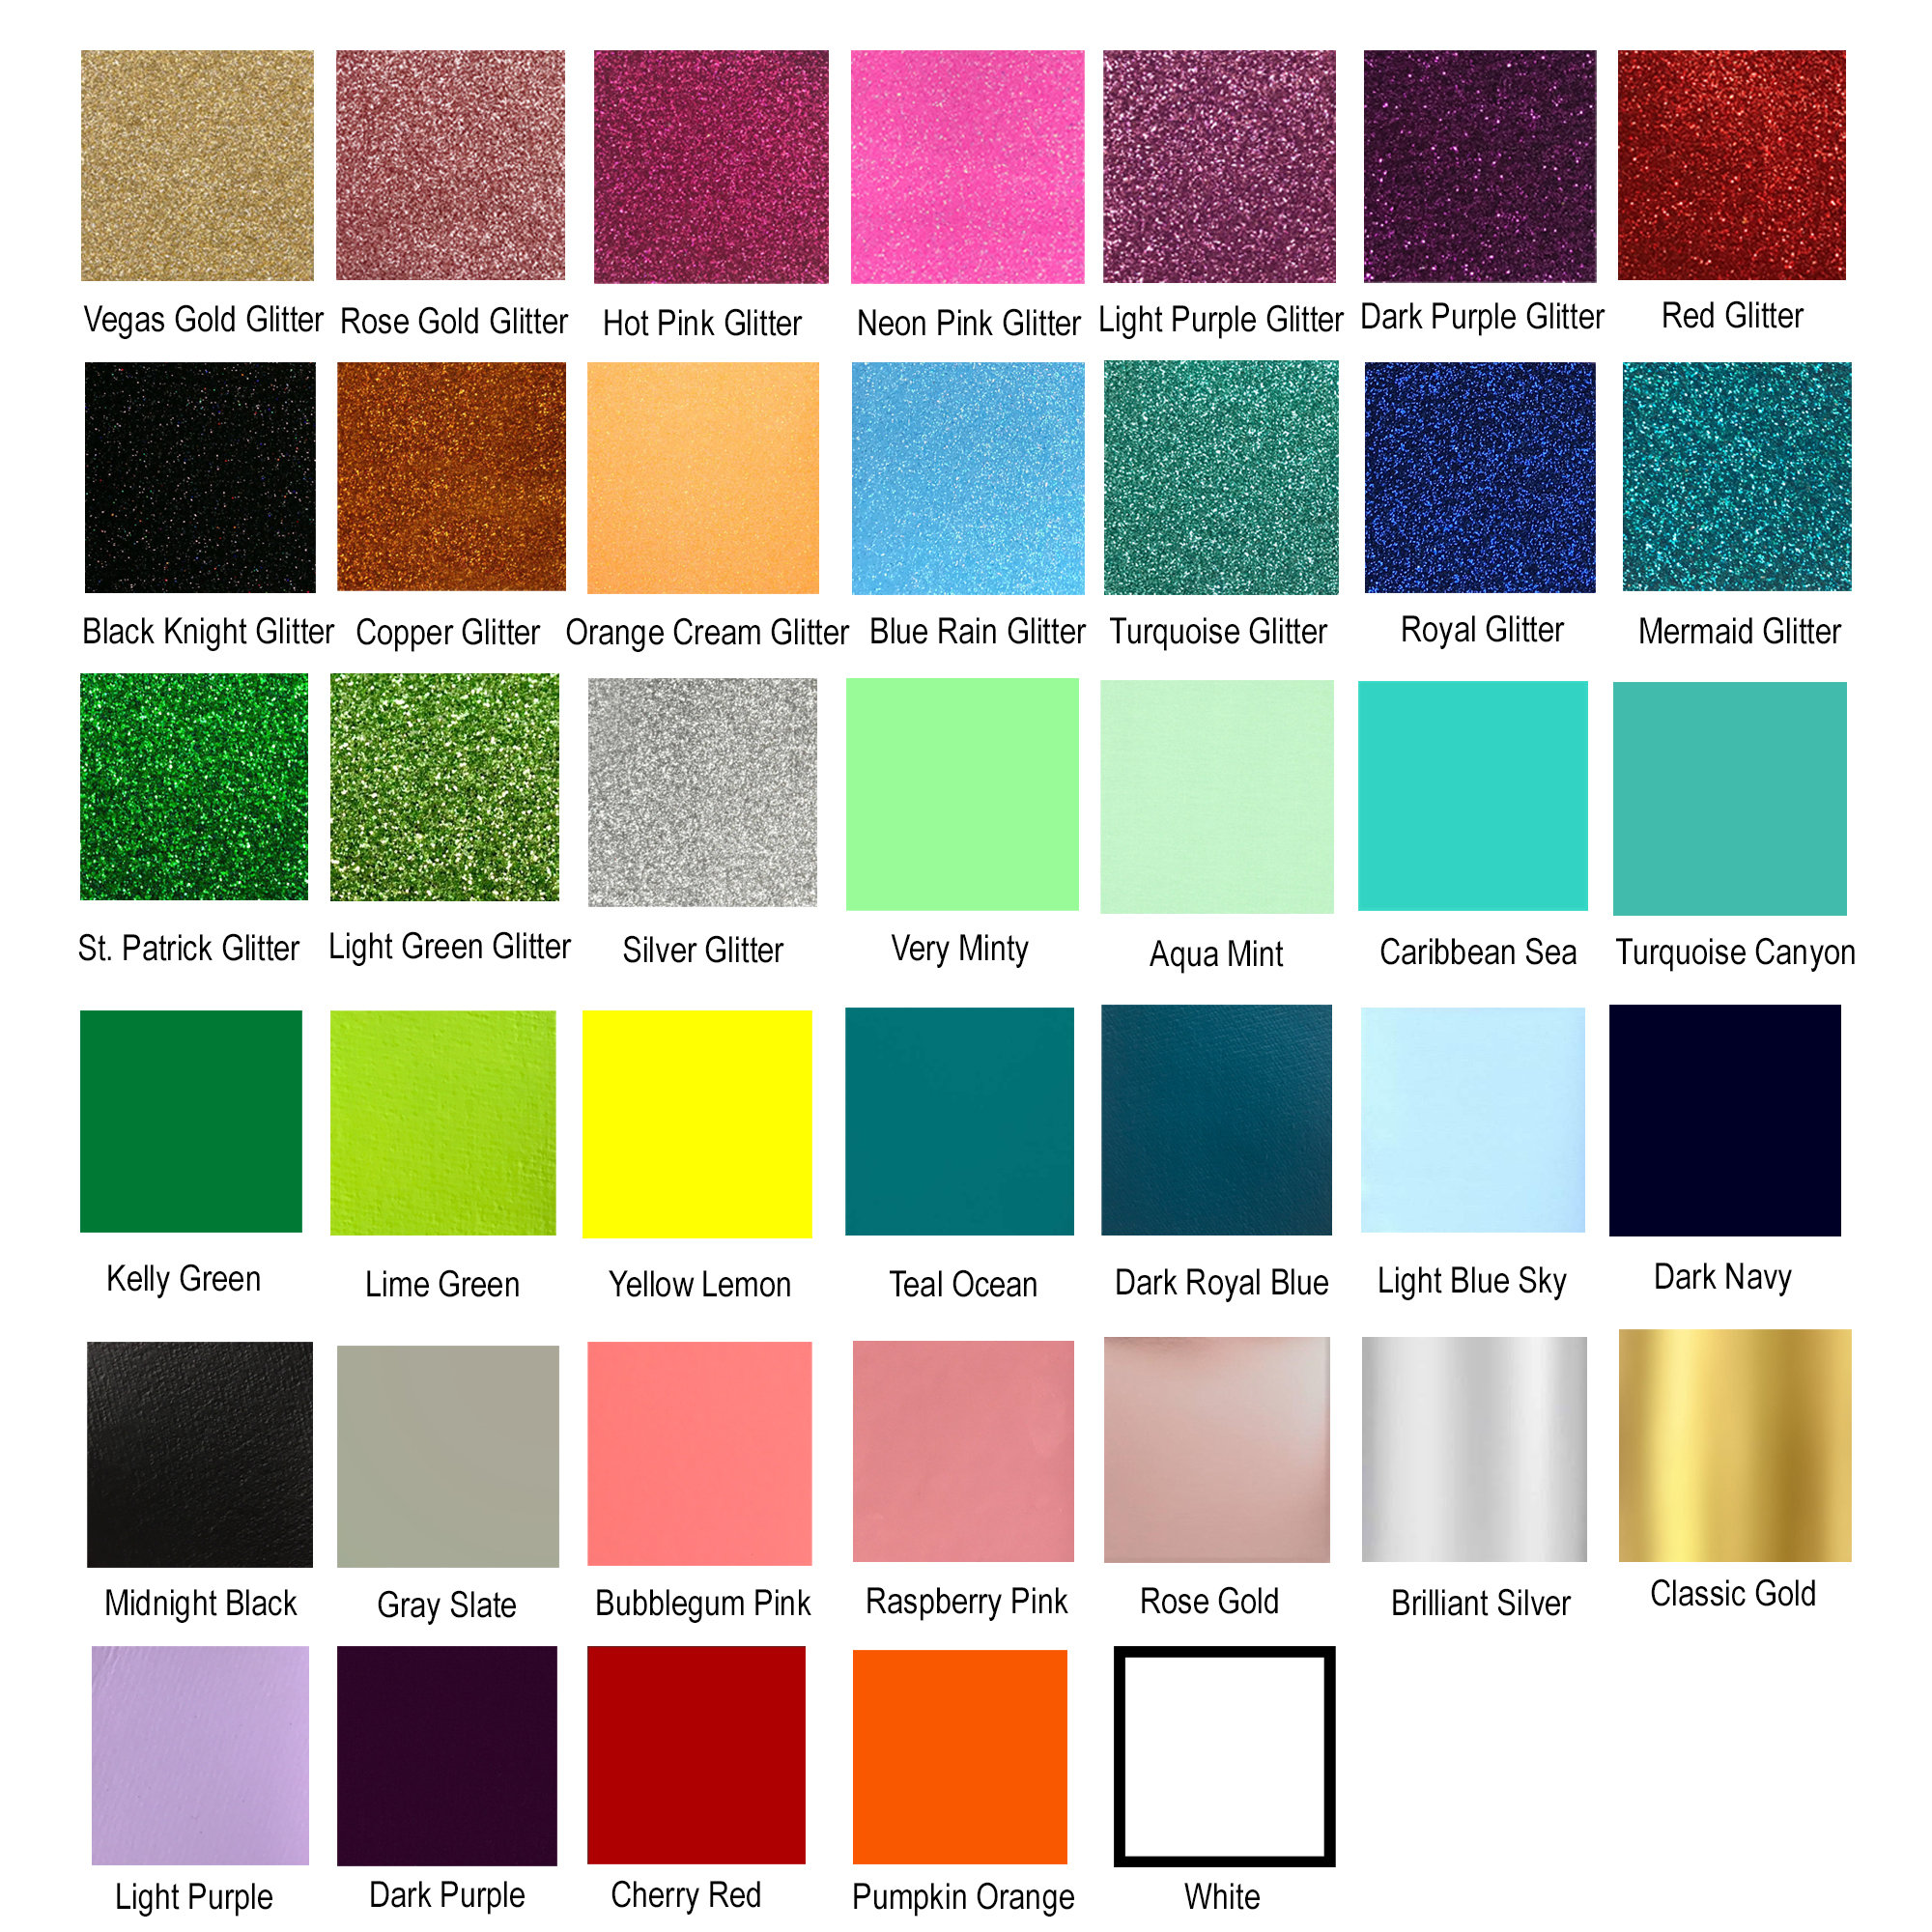 Vegas Gold Glitter
Rose Gold Glitter
Hot Pink Glitter
Neon Pink Glitter
Light Purple Glitter
Dark Purple Glitter
Red Glitter
Black Knight Glitter
Copper Glitter
Orange Cream Glitter
Blue Rain Glitter
Turquoise Glitter
Royal Glitter
Mermaid Glitter
St. Patrick Glitter
Light Green Glitter
Silver Glitter
Very Minty
Aqua Mint
Caribbean Sea
Turquoise Canyon
Kelly Green
Lime Green
Yellow Lemon
Teal Ocean
Dark Royal Blue
Light Blue Sky
Dark Navy
Midnight Black
Gray Slate
Bubblegum Pink
Raspberry Pink
Rose Gold
Brilliant Silver
Classic Gold
Light Purple
Dark Purple
Cherry Red
Pumpkin Orange
White